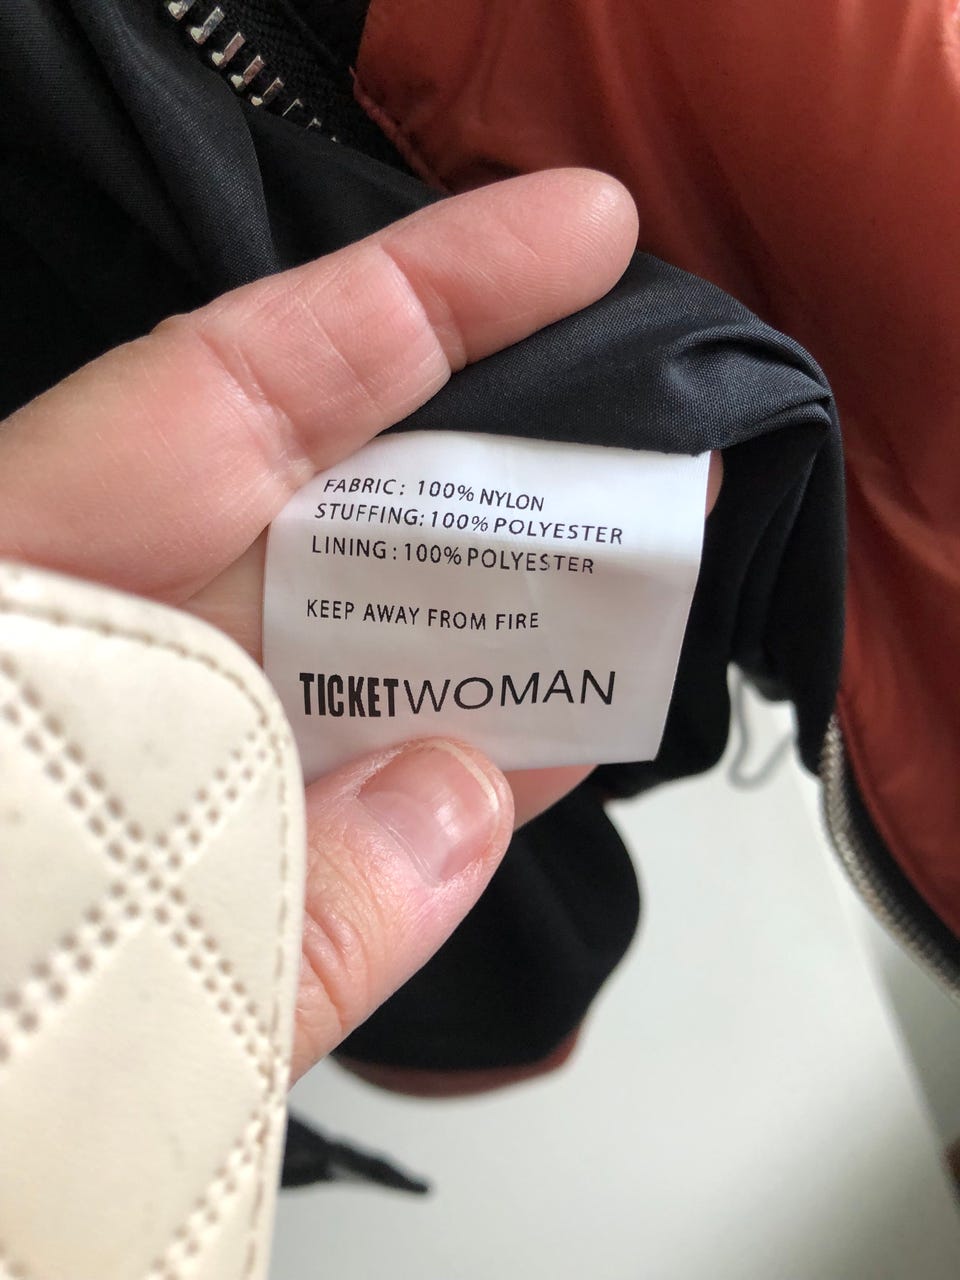 FABRIC: 100% NYLON
STUFFING: 100% POLYESTER
LINING: 100% POLYESTER
KEEP AWAY FROM FIRE
TICKETWOMAN